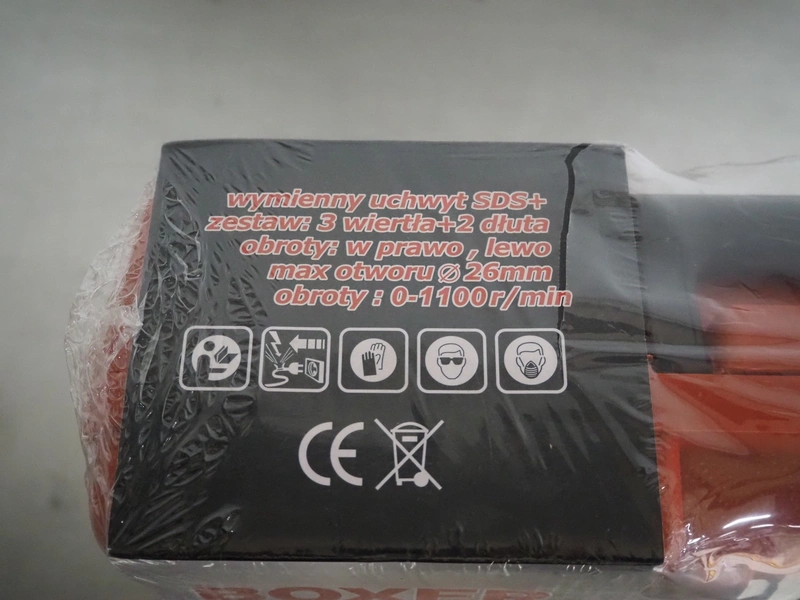 wymienny uchwyt SDS+
zestaw: 3 wiertła+2 dłuta
obroty: w prawo , lewo
max otworu Ø 26mm
obroty : 0-1100r/min
CE
BOXER